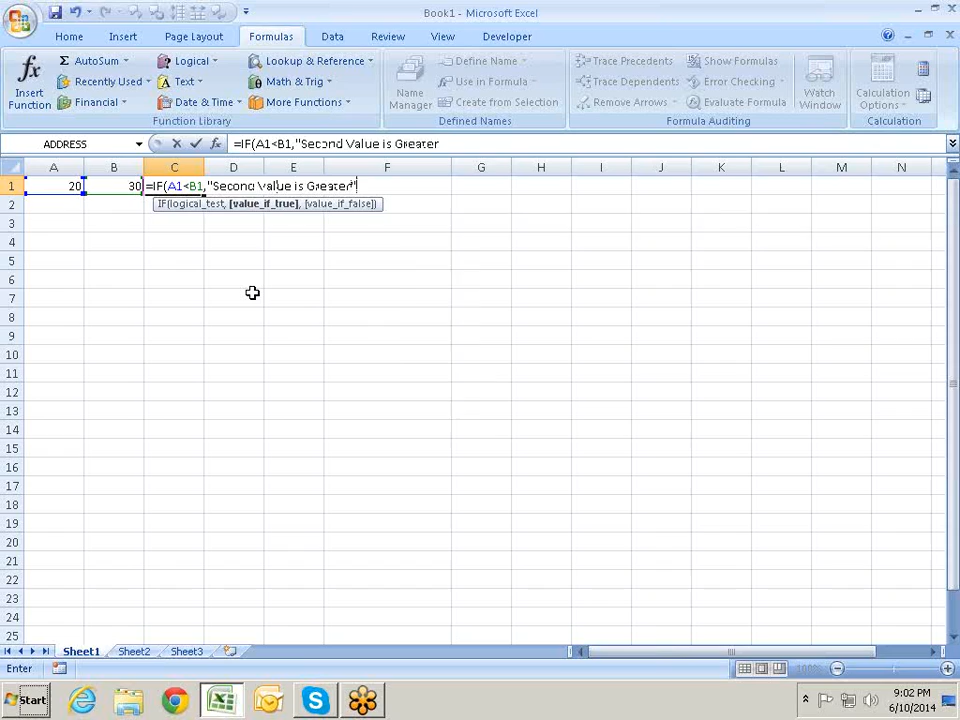 Book1 - Microsoft Excel
Home Insert Page Layout Formulas Data Review View Developer
AutoSum Logical Lookup & Reference Define Name Trace Precedents Show Formulas
Recently Used Text Math & Trig Use in Formula Trace Dependents Error Checking
Financial Date & Time More Functions Create from Selection Remove Arrows Evaluate Formula
Insert Function Name Manager Watch Window Calculation Options
Function Library Defined Names Formula Auditing Calculation
ADDRESS =IF(A1<B1,"Second Value is Greater
A B C D E F G H I J K L M N
1 20 30 =IF(A1<B1,"Second Value is Greater"
IF(logical_test, [value_if_true], [value_if_false])
2
3
4
5
6
7
8
9
10
11
12
13
14
15
16
17
18
19
20
21
22
23
24
25
Sheet1 Sheet2 Sheet3
Enter 100%
Start 9:02 PM
6/10/2014